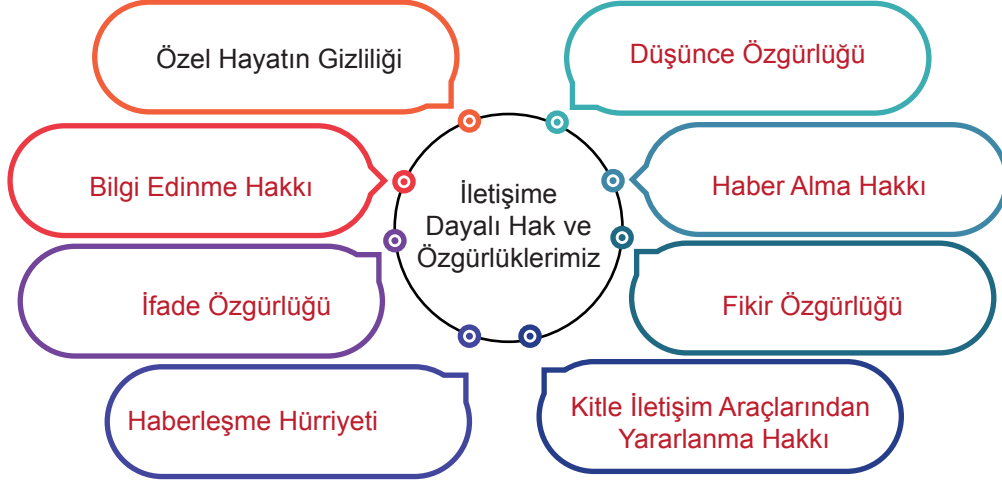 Özel Hayatın Gizliliği
Düşünce Özgürlüğü
Bilgi Edinme Hakkı
Haber Alma Hakkı
İletişime
Dayalı Hak ve
Özgürlüklerimiz
İfade Özgürlüğü
Fikir Özgürlüğü
Haberleşme Hürriyeti
Kitle İletişim Araçlarından
Yararlanma Hakkı